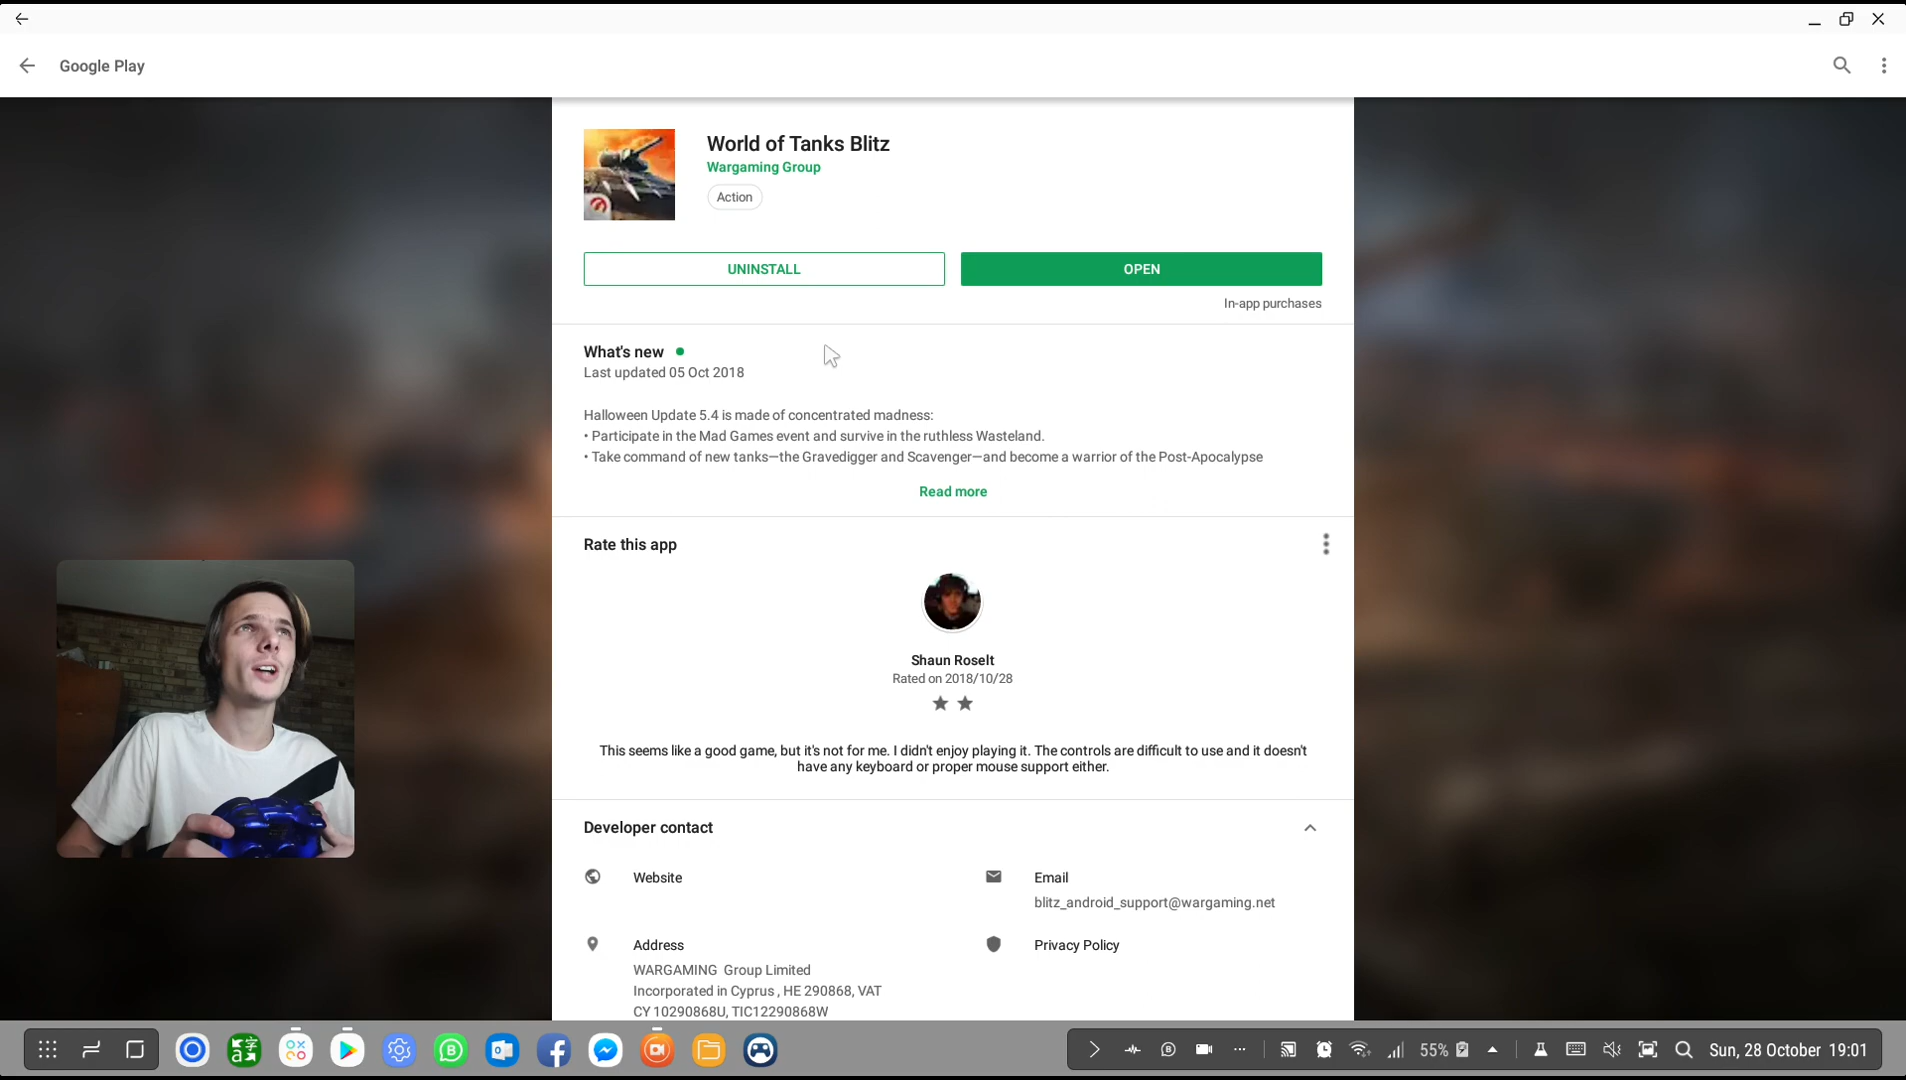 Google Play
World of Tanks Blitz
Wargaming Group
Action
UNINSTALL
OPEN
In-app purchases
What's new
Last updated 05 Oct 2018
Halloween Update 5.4 is made of concentrated madness:
• Participate in the Mad Games event and survive in the ruthless Wasteland.
• Take command of new tanks—the Gravedigger and Scavenger—and become a warrior of the Post-Apocalypse
Read more
Rate this app
Shaun Roselt
Rated on 2018/10/28
This seems like a good game, but it's not for me. I didn't enjoy playing it. The controls are difficult to use and it doesn't
have any keyboard or proper mouse support either.
Developer contact
Website
Email
blitz_android_support@wargaming.net
Address
WARGAMING Group Limited
Incorporated in Cyprus , HE 290868, VAT
CY 10290868U, TIC12290868W
Privacy Policy
55%
Sun, 28 October 19:01